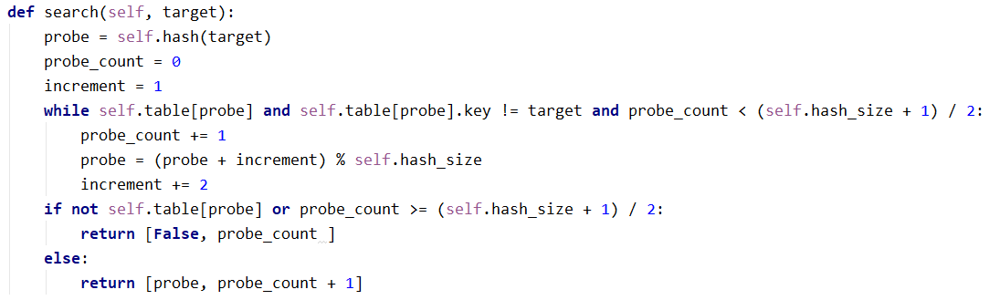 def search(self, target):
    probe = self.hash(target)
    probe_count = 0
    increment = 1
    while self.table[probe] and self.table[probe].key != target and probe_count < (self.hash_size + 1) / 2:
        probe_count += 1
        probe = (probe + increment) % self.hash_size
        increment += 2
    if not self.table[probe] or probe_count >= (self.hash_size + 1) / 2:
        return [False, probe_count ]
    else:
        return [probe, probe_count + 1]